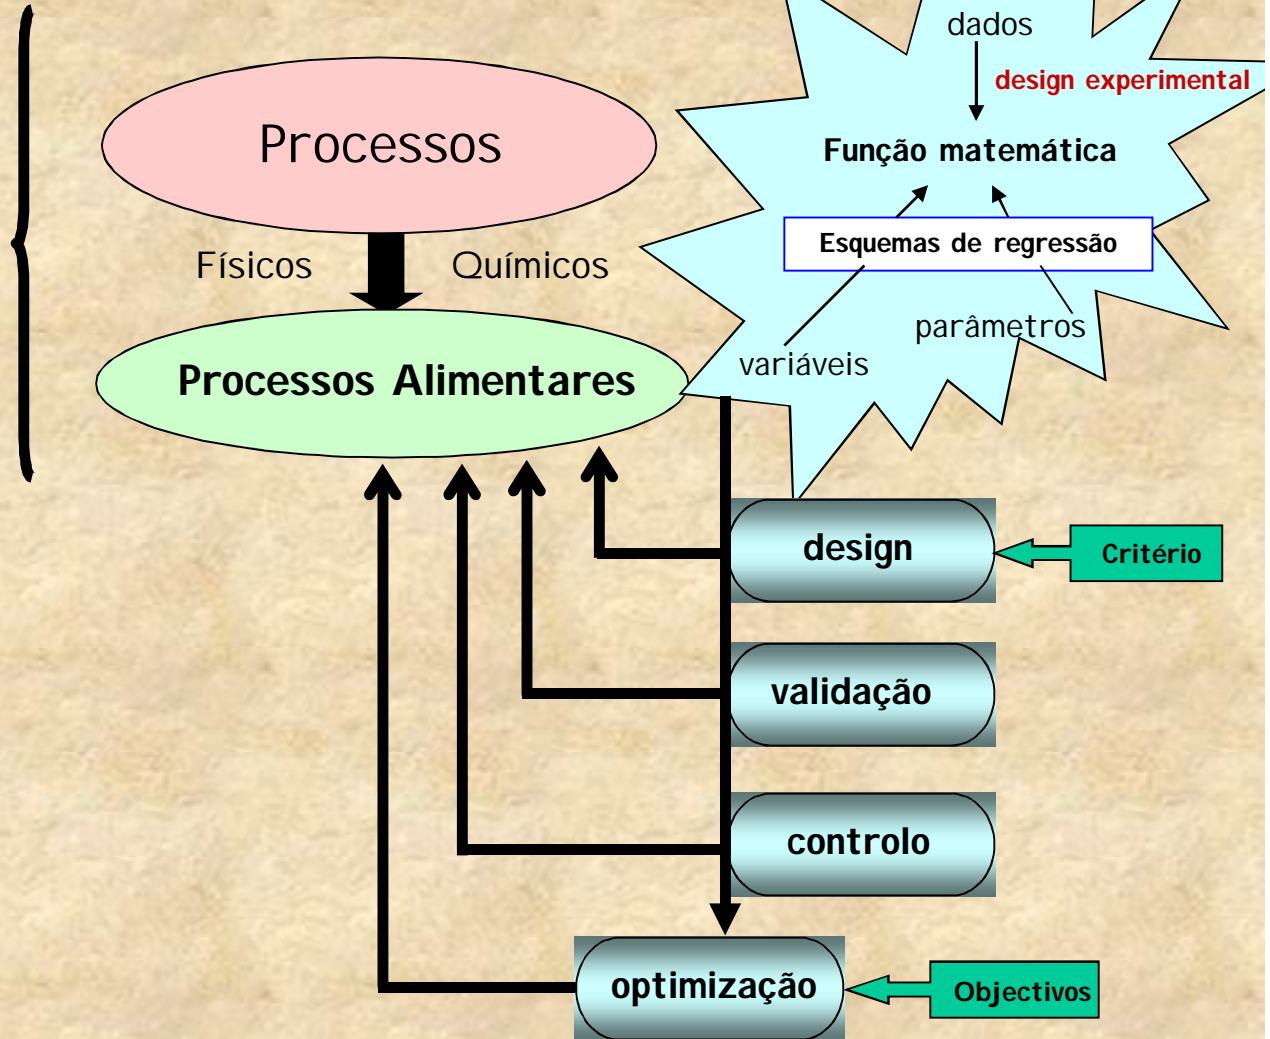 dados
design experimental
Processos
Função matemática
Físicos
Químicos
Esquemas de regressão
parâmetros
variáveis
Processos Alimentares
design
Critério
validação
controlo
optimização
Objectivos